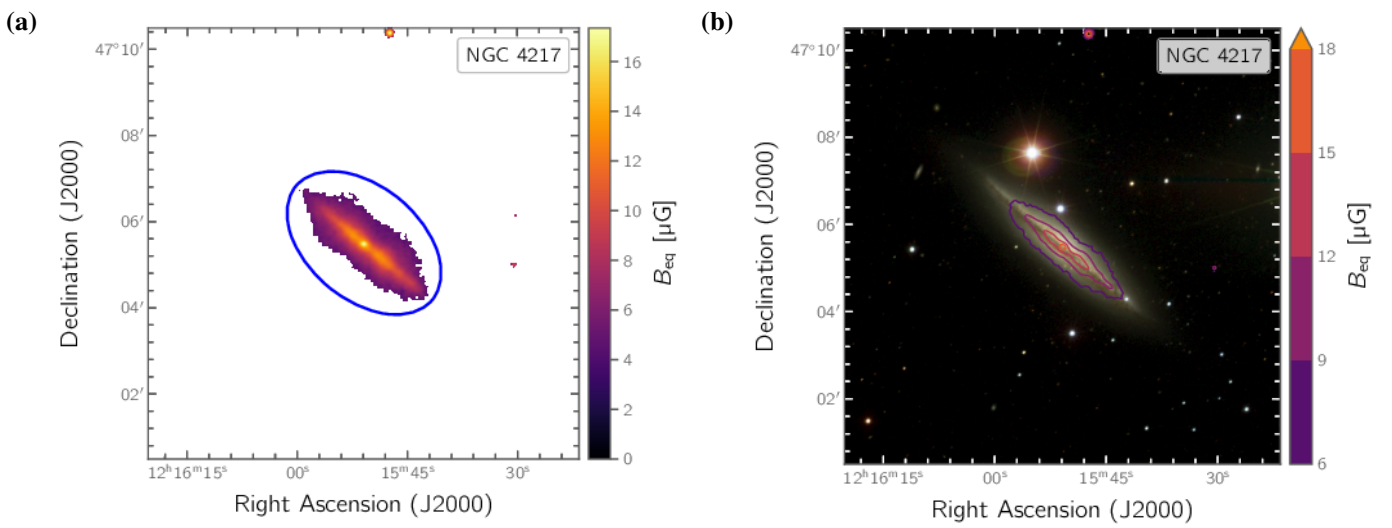 (a)
(b)
NGC 4217
47°10′
08′
06′
04′
02′
Declination (J2000)
12ʰ16ᵐ15ˢ
00ˢ
15ᵐ45ˢ
30ˢ
Right Ascension (J2000)
16
14
12
10
8
6
4
2
0
Beq [μG]
NGC 4217
47°10′
08′
06′
04′
02′
Declination (J2000)
12ʰ16ᵐ15ˢ
00ˢ
15ᵐ45ˢ
30ˢ
Right Ascension (J2000)
18
15
12
9
6
Beq [μG]